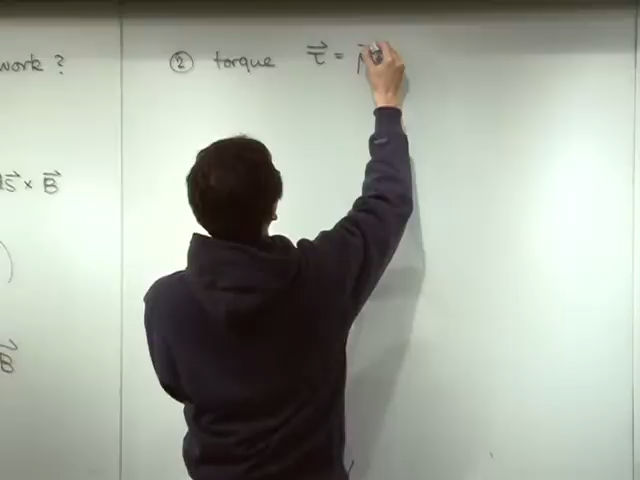 work ?
② torque τ⃗ =
S⃗ × B⃗
B⃗